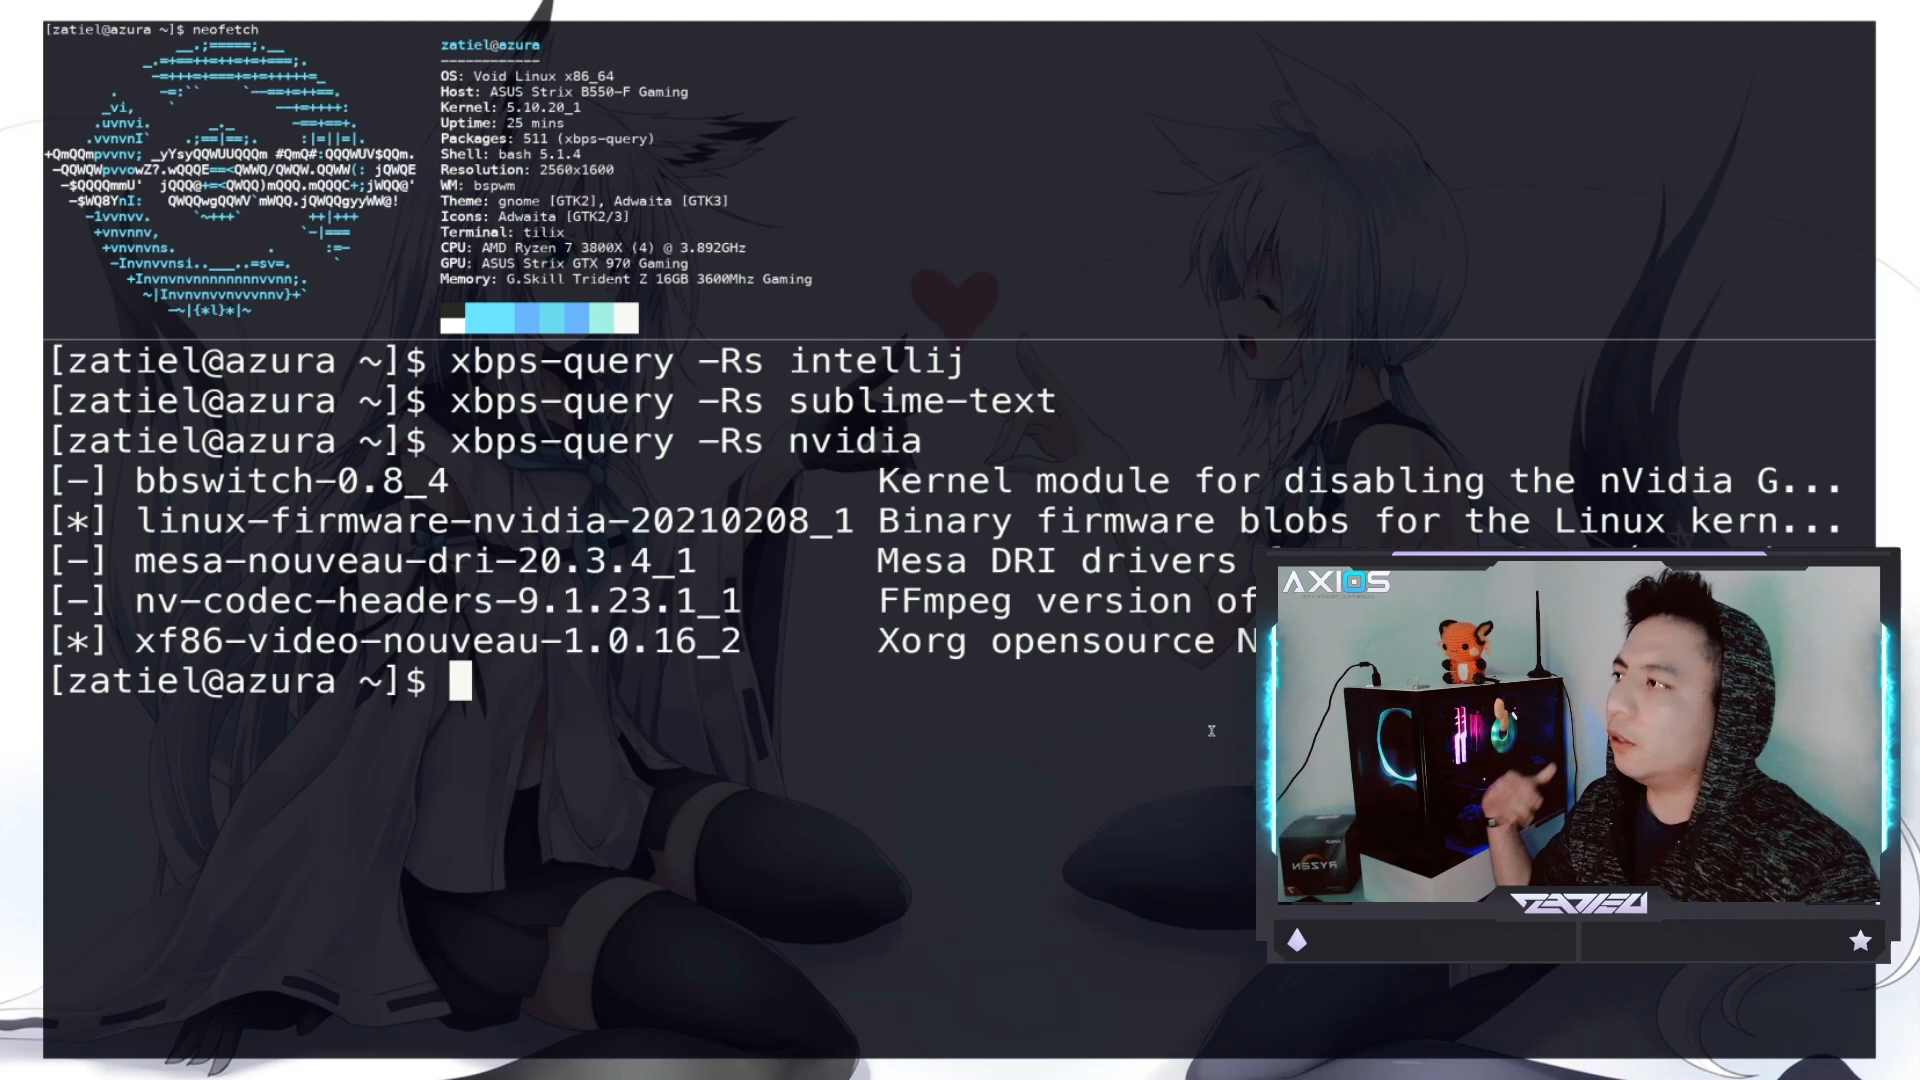 [zatiel@azura ~]$ neofetch
zatiel@azura
------------
OS: Void Linux x86_64
Host: ASUS Strix B550-F Gaming
Kernel: 5.10.20_1
Uptime: 25 mins
Packages: 511 (xbps-query)
Shell: bash 5.1.4
Resolution: 2560x1600
WM: bspwm
Theme: gnome [GTK2], Adwaita [GTK3]
Icons: Adwaita [GTK2/3]
Terminal: tilix
CPU: AMD Ryzen 7 3800X (4) @ 3.892GHz
GPU: ASUS Strix GTX 970 Gaming
Memory: G.Skill Trident Z 16GB 3600Mhz Gaming
[zatiel@azura ~]$ xbps-query -Rs intellij
[zatiel@azura ~]$ xbps-query -Rs sublime-text
[zatiel@azura ~]$ xbps-query -Rs nvidia
[-] bbswitch-0.8_4 Kernel module for disabling the nVidia G...
[*] linux-firmware-nvidia-20210208_1 Binary firmware blobs for the Linux kern...
[-] mesa-nouveau-dri-20.3.4_1 Mesa DRI drivers
[-] nv-codec-headers-9.1.23.1_1 FFmpeg version of
[*] xf86-video-nouveau-1.0.16_2 Xorg opensource N
[zatiel@azura ~]$
AXIOS
RYZEN
ZATIEL